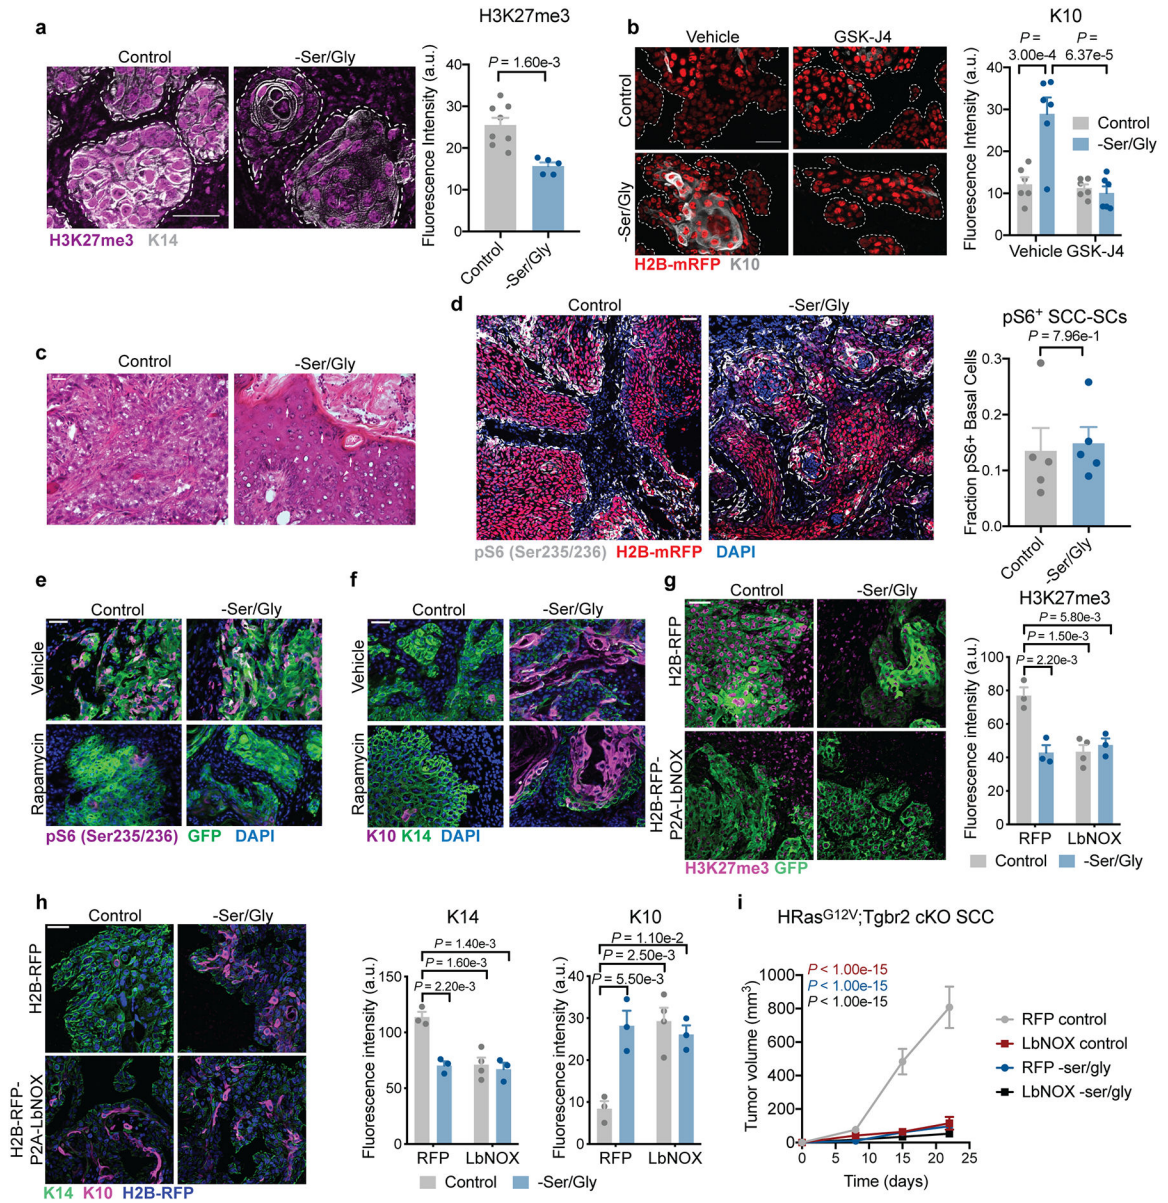 a
Control
-Ser/Gly
H3K27me3 K14
H3K27me3
P = 1.60e-3
Fluorescence Intensity (a.u.)
40
30
20
10
0
Control
-Ser/Gly
b
Vehicle
GSK-J4
Control
-Ser/Gly
H2B-mRFP K10
K10
P =
3.00e-4
P =
6.37e-5
Fluorescence Intensity (a.u.)
40
30
20
10
0
Control
-Ser/Gly
Vehicle GSK-J4
c
Control
-Ser/Gly
d
Control
-Ser/Gly
pS6 (Ser235/236) H2B-mRFP DAPI
pS6+ SCC-SCs
P = 7.96e-1
Fraction pS6+ Basal Cells
0.3
0.2
0.1
0.0
Control
-Ser/Gly
e
Control
-Ser/Gly
Vehicle
Rapamycin
pS6 (Ser235/236) GFP DAPI
f
Control
-Ser/Gly
Vehicle
Rapamycin
K10 K14 DAPI
g
Control
-Ser/Gly
H2B-RFP
H2B-RFP-
P2A-LbNOX
H3K27me3 GFP
H3K27me3
P = 5.80e-3
P = 1.50e-3
P = 2.20e-3
Fluorescence intensity (a.u.)
100
80
60
40
20
0
RFP LbNOX
Control -Ser/Gly
h
Control
-Ser/Gly
H2B-RFP
H2B-RFP-
P2A-LbNOX
K14 K10 H2B-RFP
K14
P = 1.40e-3
P = 1.60e-3
P = 2.20e-3
Fluorescence intensity (a.u.)
150
100
50
0
RFP LbNOX
K10
P = 1.10e-2
P = 2.50e-3
P = 5.50e-3
Fluorescence intensity (a.u.)
40
30
20
10
0
RFP LbNOX
Control -Ser/Gly
i
HRasG12V;Tgbr2 cKO SCC
P < 1.00e-15
P < 1.00e-15
P < 1.00e-15
Tumor volume (mm3)
1000
800
600
400
200
0
0 5 10 15 20 25
Time (days)
RFP control
LbNOX control
RFP -ser/gly
LbNOX -ser/gly